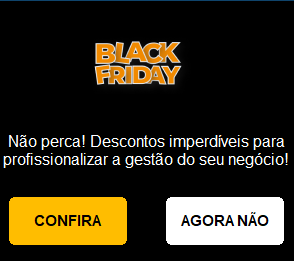 BLACK
FRIDAY
Não perca! Descontos imperdíveis para
profissionalizar a gestão do seu negócio!
CONFIRA
AGORA NÃO